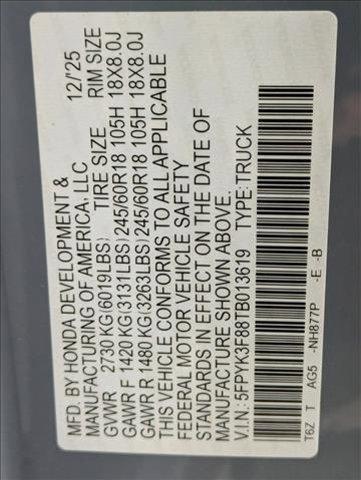 MFD. BY HONDA DEVELOPMENT & 12/'25
MANUFACTURING OF AMERICA, LLC
GVWR 2730 KG(6019LBS) TIRE SIZE RIM SIZE
GAWR F 1420 KG(3131LBS)245/60R18 105H 18X8.0J
GAWR R 1480 KG(3263LBS)245/60R18 105H 18X8.0J
THIS VEHICLE CONFORMS TO ALL APPLICABLE
FEDERAL MOTOR VEHICLE SAFETY
STANDARDS IN EFFECT ON THE DATE OF
MANUFACTURE SHOWN ABOVE.
V.I.N.: 5FPYK3F88TB013619 TYPE: TRUCK
T6Z T AG5 -NH877P -E -B